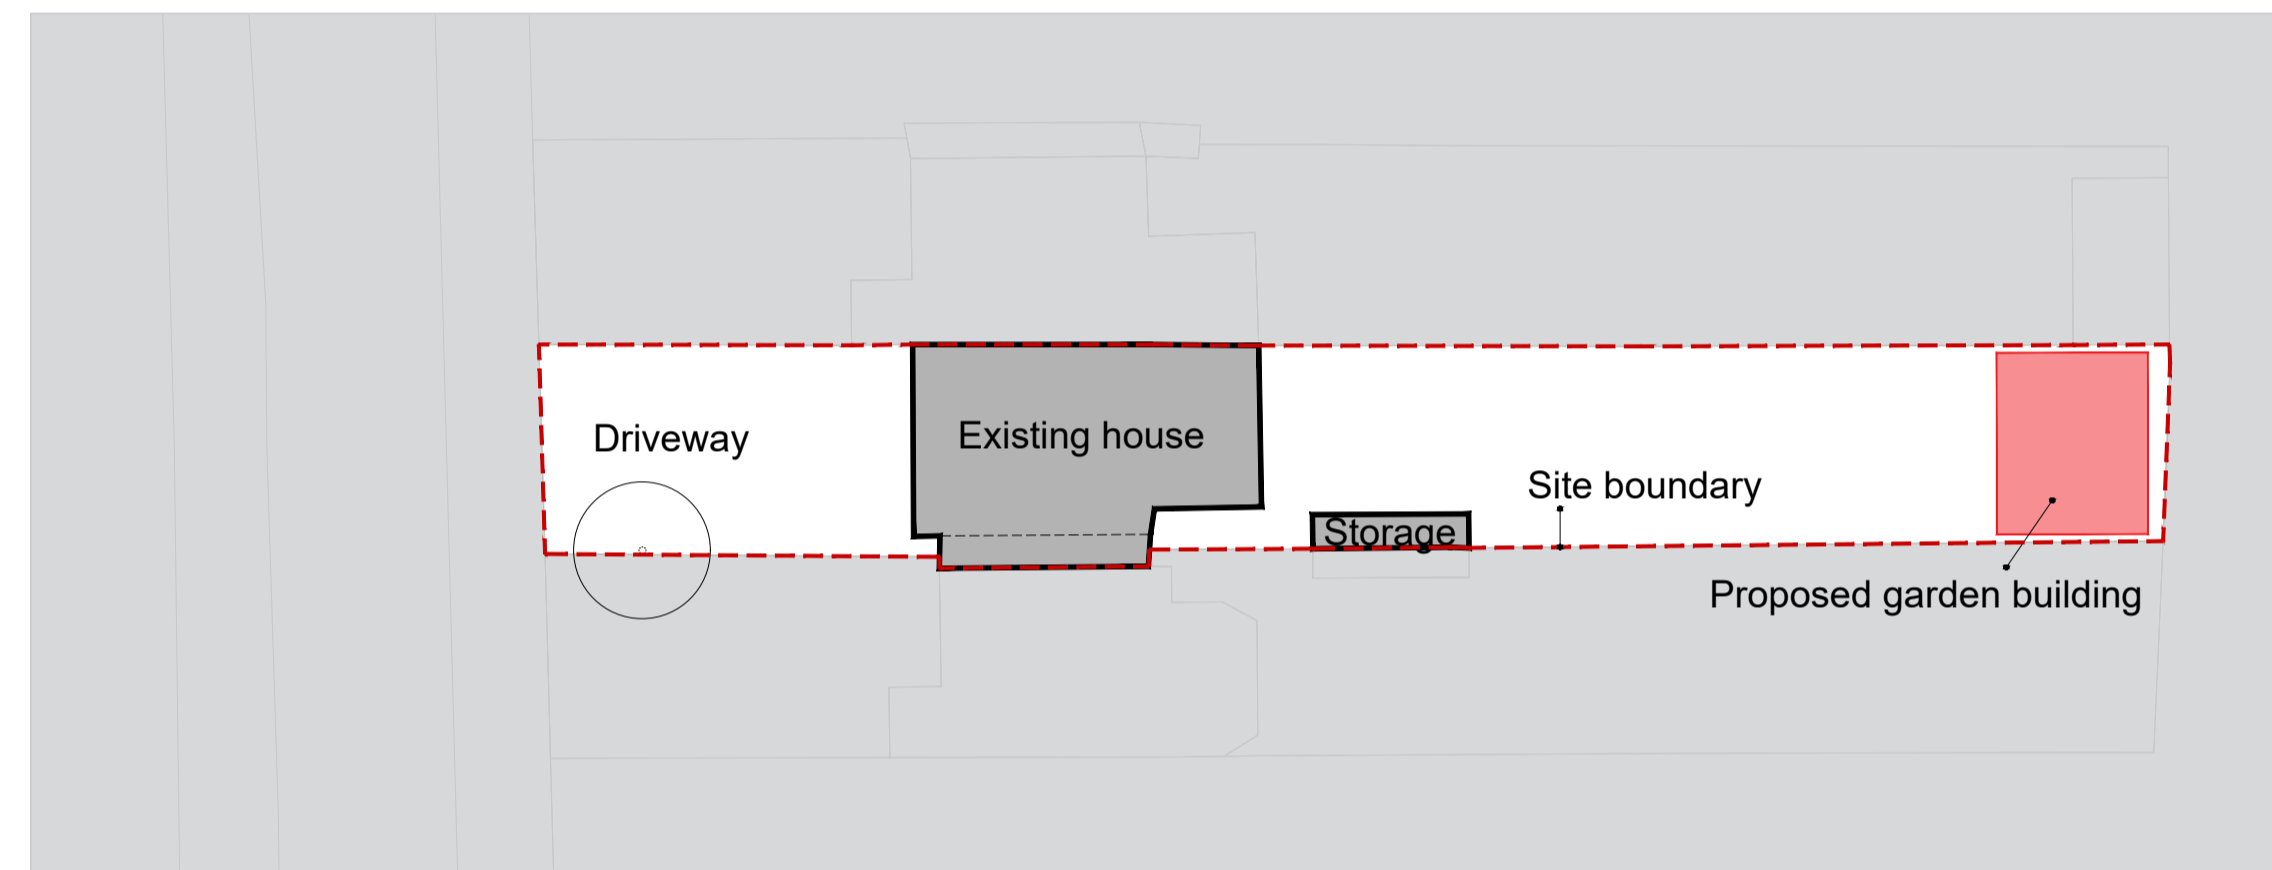 Driveway
Existing house
Storage
Site boundary
Proposed garden building